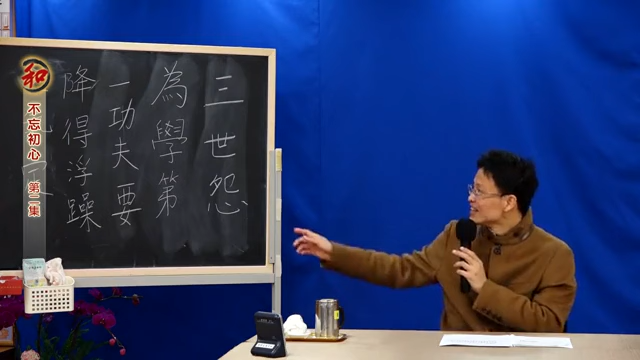 三世怨
為學第
一功夫要
降得浮躁
和
不忘初心
第二集